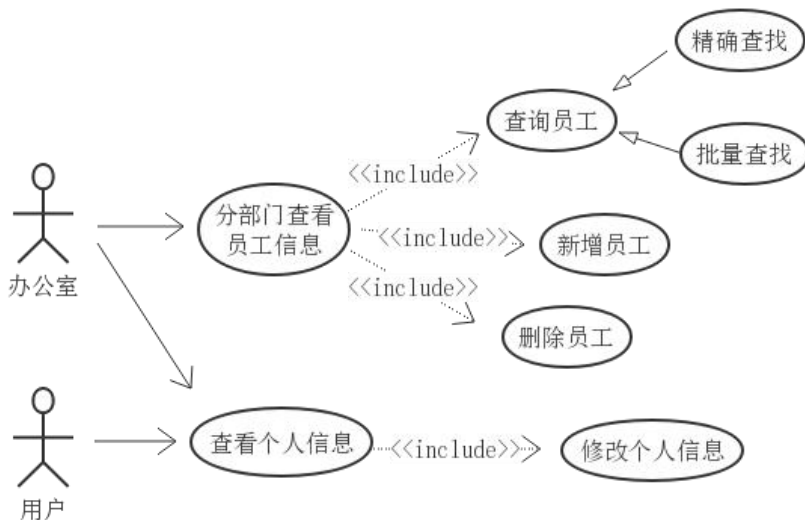 精确查找
查询员工
批量查找
<<include>>
分部门查看
员工信息
<<include>>
新增员工
办公室
<<include>>
删除员工
查看个人信息
<<include>>
修改个人信息
用户